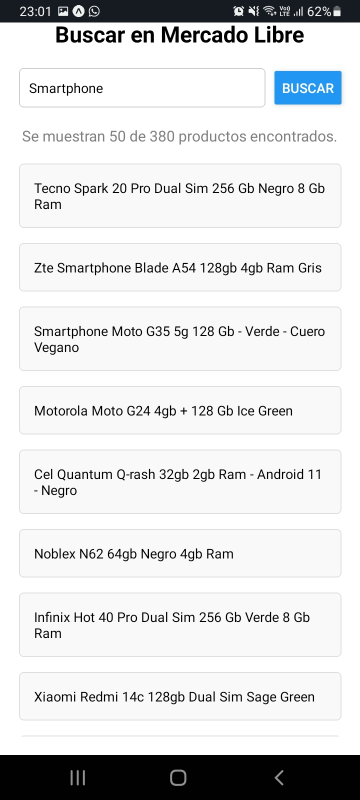 23:01
Vo)) LTE 62%
Buscar en Mercado Libre
Smartphone
BUSCAR
Se muestran 50 de 380 productos encontrados.
Tecno Spark 20 Pro Dual Sim 256 Gb Negro 8 Gb
Ram
Zte Smartphone Blade A54 128gb 4gb Ram Gris
Smartphone Moto G35 5g 128 Gb - Verde - Cuero
Vegano
Motorola Moto G24 4gb + 128 Gb Ice Green
Cel Quantum Q-rash 32gb 2gb Ram - Android 11
- Negro
Noblex N62 64gb Negro 4gb Ram
Infinix Hot 40 Pro Dual Sim 256 Gb Verde 8 Gb
Ram
Xiaomi Redmi 14c 128gb Dual Sim Sage Green